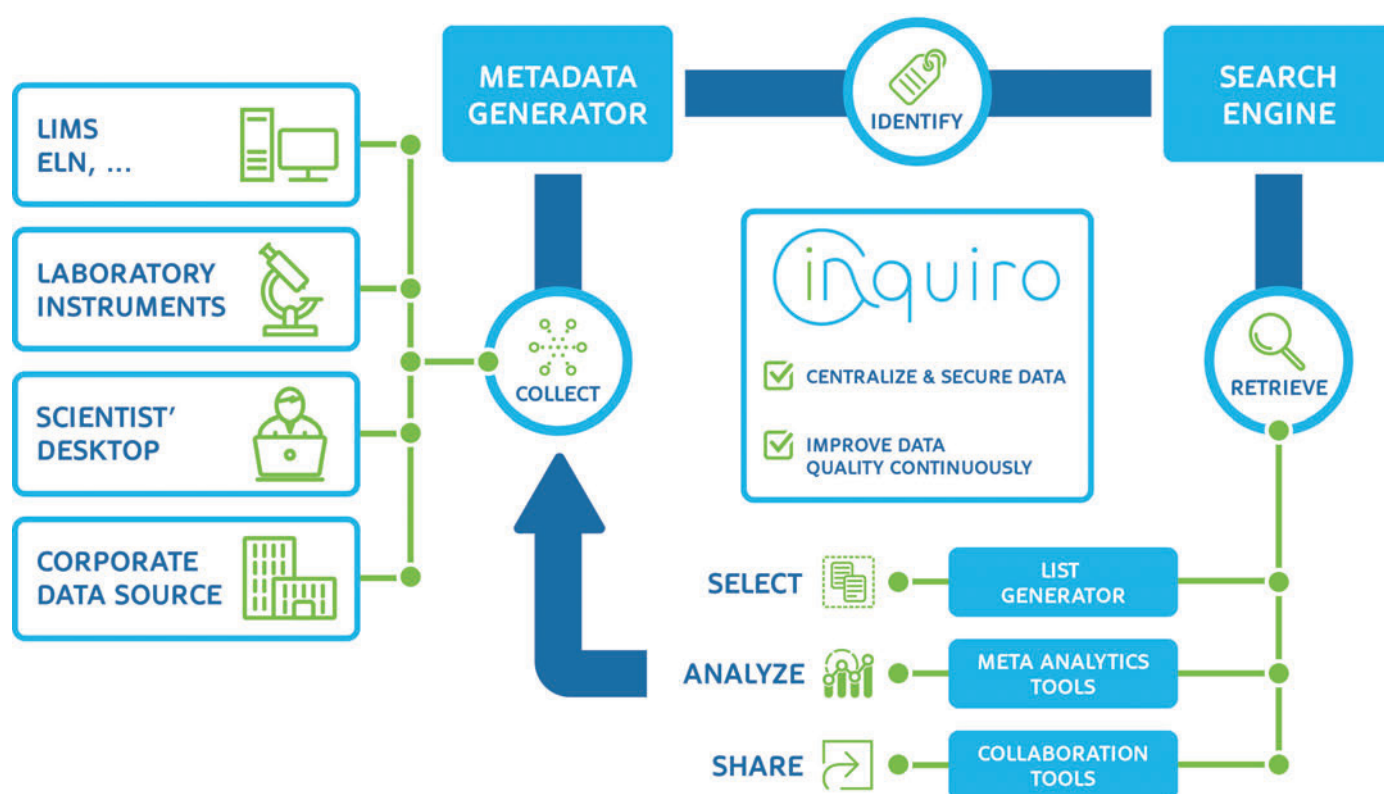 LIMS
ELN, ...
LABORATORY
INSTRUMENTS
SCIENTIST’
DESKTOP
CORPORATE
DATA SOURCE
METADATA
GENERATOR
COLLECT
IDENTIFY
SEARCH
ENGINE
RETRIEVE
inquiro
CENTRALIZE & SECURE DATA
IMPROVE DATA
QUALITY CONTINUOUSLY
SELECT
LIST
GENERATOR
ANALYZE
META ANALYTICS
TOOLS
SHARE
COLLABORATION
TOOLS